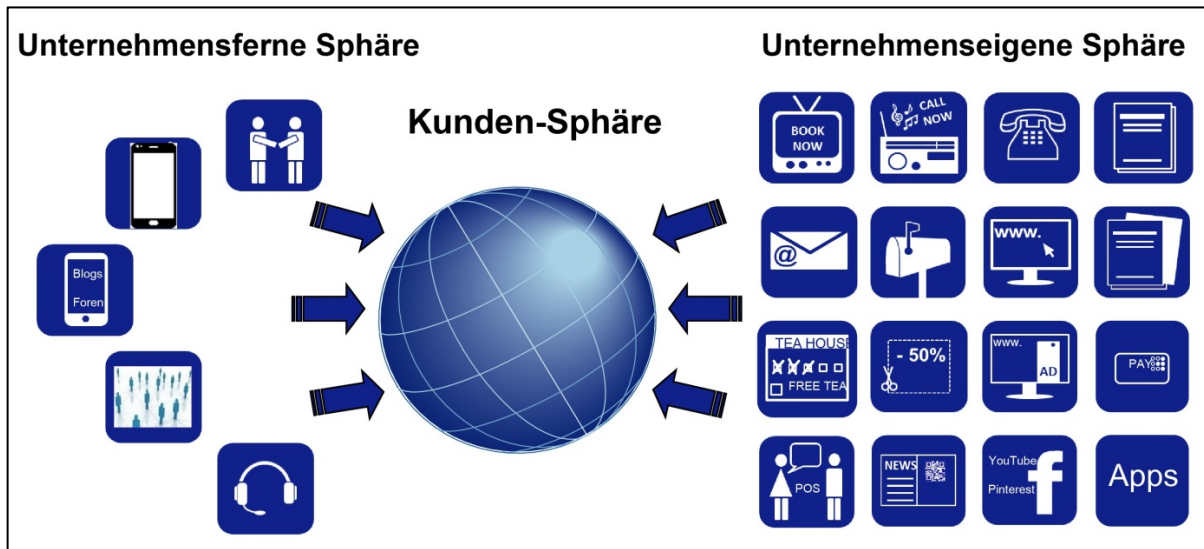 Unternehmensferne Sphäre
Unternehmenseigene Sphäre
Kunden-Sphäre
Blogs
Foren
BOOK
NOW
CALL
NOW
@
WWW.
TEA HOUSE
FREE TEA
- 50%
WWW.
AD
PAY
POS
NEWS
YouTube
Pinterest
f
Apps